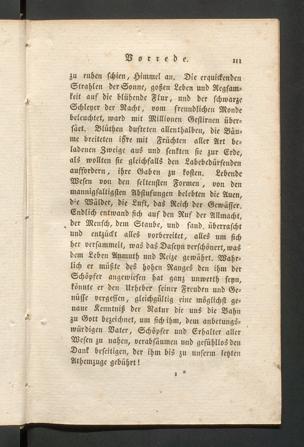 Vorrede. III
zu ruhen schien, Himmel an. Die erquickenden
Strahlen der Sonne, goßen Leben und Regsam-
keit auf die blühende Flur, und der schwarze
Schleyer der Nacht, vom freundlichen Monde
beleuchtet, ward mit Millionen Gestirnen über-
säet. Blüthen dufteten allenthalben, die Bäu-
me breiteten ihre mit Früchten aller Art be-
ladenen Zweige aus und senkten sie zur Erde,
als wollten sie gleichfalls den Labebedürfenden
auffordern, ihre Gaben zu kosten. Lebende
Wesen von den seltensten Formen, von den
mannigfaltigsten Abstufungen belebten die Auen,
die Wälder, die Luft, das Reich der Gewässer.
Endlich entwand sich auf den Ruf der Allmacht,
der Mensch, dem Staube, und fand überrascht
und entzückt alles vorbereitet, alles um sich
her versammelt, was das Daseyn verschönert, was
dem Leben Anmuth und Reize gewährt. Wahr-
lich er müßte des hohen Ranges den ihm der
Schöpfer angewiesen hat ganz unwerth seyn,
könnte er den Urheber seiner Freuden und Ge-
nüsse vergessen, gleichgültig eine möglichst ge-
naue Kenntniß der Natur die uns die Bahn
zu Gott bezeichnet, um sich ihm, dem anbetungs-
würdigen Vater, Schöpfer und Erhalter aller
Wesen zu nahen, verabsäumen und gefühllos den
Dank beseitigen, der ihm bis zu unserm letzten
Athemzuge gebührt!
1 *